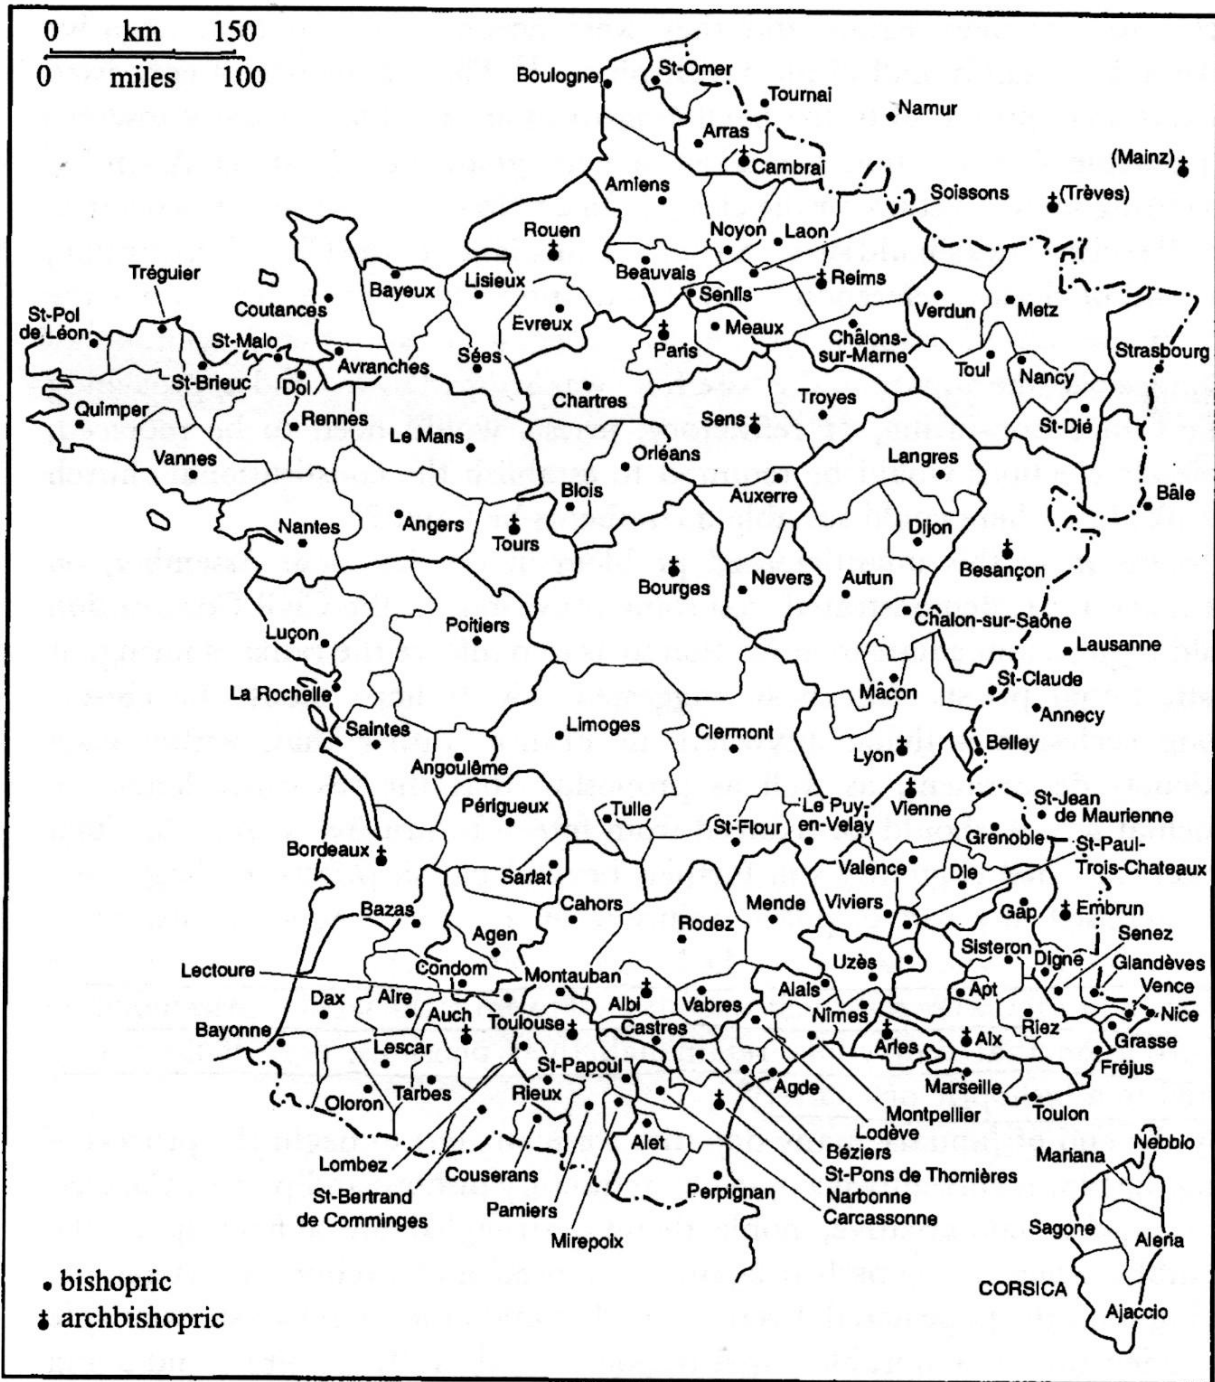 0 km 150
0 miles 100
Boulogne
St-Omer
Tournai
Namur
Arras
Cambrai
(Mainz)
(Trèves)
Amiens
Soissons
Rouen
Noyon
Laon
Tréguier
Beauvais
Reims
Bayeux
Lisieux
Senlis
Coutances
Verdun
Metz
St-Pol
de Léon
St-Malo
Evreux
Meaux
Châlons-
sur-Marne
Strasbourg
Avranches
Sées
Paris
Toul
Nancy
St-Brieuc
Dol
Chartres
Troyes
Quimper
Rennes
Sens
St-Dié
Le Mans
Vannes
Orléans
Langres
Blois
Auxerre
Bâle
Nantes
Angers
Tours
Dijon
Bourges
Nevers
Autun
Besançon
Chalon-sur-Saône
Luçon
Poitiers
Lausanne
Mâcon
St-Claude
La Rochelle
Annecy
Saintes
Limoges
Clermont
Lyon
Belley
Angoulême
Périgueux
Tulle
Le Puy-
en-Velay
Vienne
St-Jean
de Maurienne
St-Flour
Grenoble
Bordeaux
Valence
St-Paul-
Trois-Chateaux
Sarlat
Die
Bazas
Cahors
Mende
Viviers
Gap
Embrun
Agen
Rodez
Sisteron
Senez
Lectoure
Condom
Montauban
Uzès
Digne
Glandèves
Dax
Aire
Albi
Vabres
Alais
Apt
Vence
Bayonne
Auch
Toulouse
Castres
Nîmes
Riez
Nice
Lescar
Arles
Aix
Grasse
St-Papoul
Fréjus
Oloron
Tarbes
Rieux
Agde
Marseille
Toulon
Alet
Montpellier
Lodève
Lombez
Béziers
Couserans
St-Pons de Thomières
St-Bertrand
de Comminges
Perpignan
Narbonne
Pamiers
Carcassonne
Mirepoix
Nebbio
Mariana
Sagone
Aleria
CORSICA
Ajaccio
bishopric
archbishopric